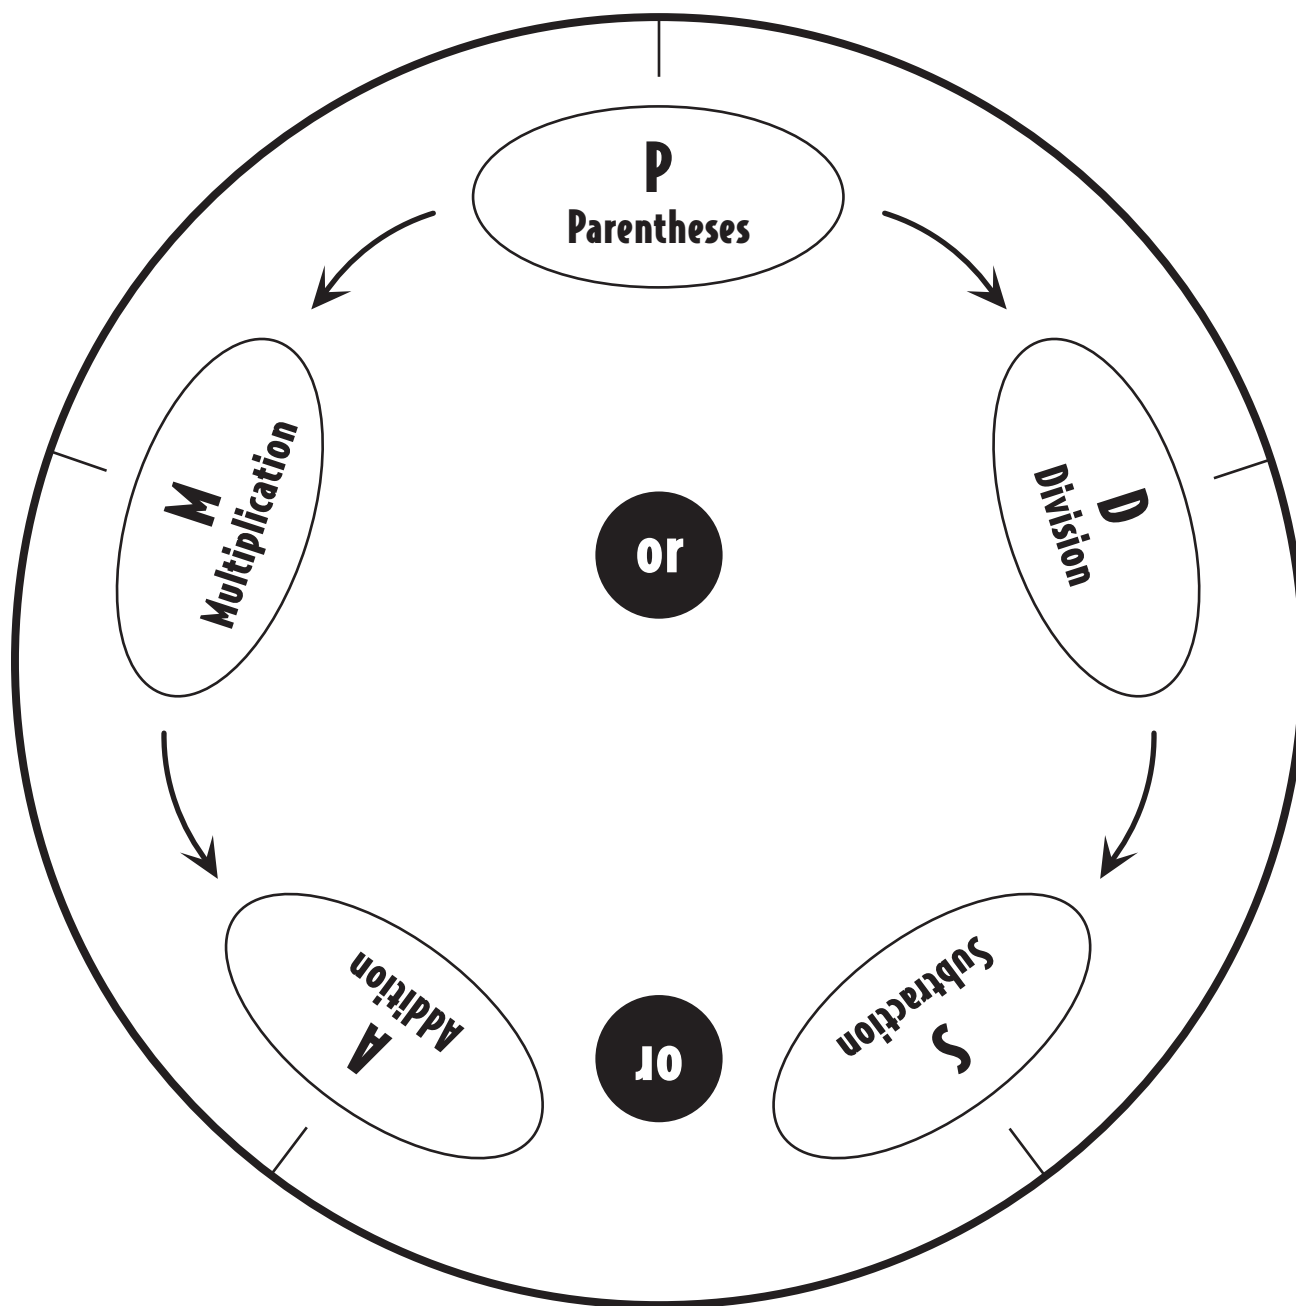 P
Parentheses
M
Multiplication
or
D
Division
A
Addition
or
S
Subtraction